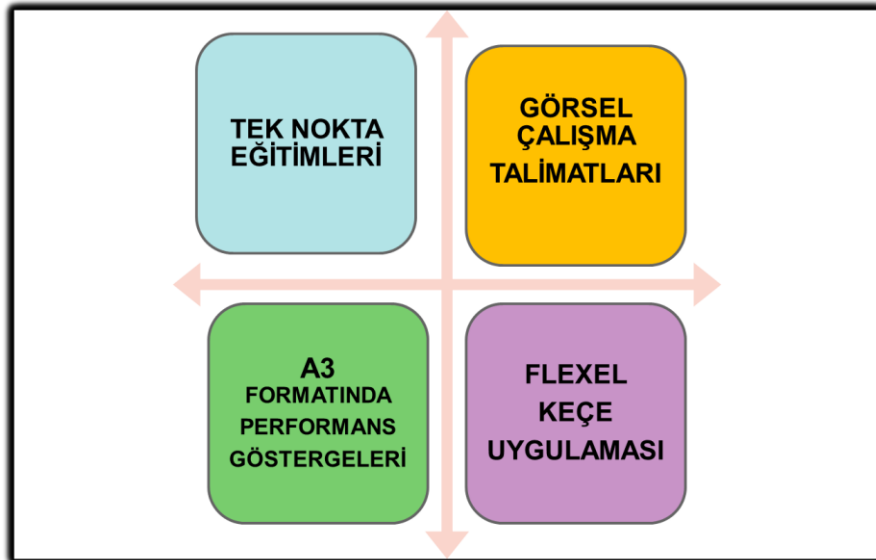 TEK NOKTA
EĞİTİMLERİ
GÖRSEL
ÇALIŞMA
TALİMATLARI
A3
FORMATINDA
PERFORMANS
GÖSTERGELERİ
FLEXEL
KEÇE
UYGULAMASI